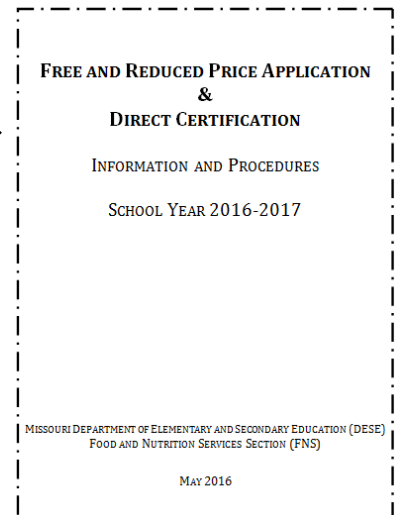 FREE AND REDUCED PRICE APPLICATION
&
DIRECT CERTIFICATION
INFORMATION AND PROCEDURES
SCHOOL YEAR 2016-2017
MISSOURI DEPARTMENT OF ELEMENTARY AND SECONDARY EDUCATION (DESE)
FOOD AND NUTRITION SERVICES SECTION (FNS)
MAY 2016